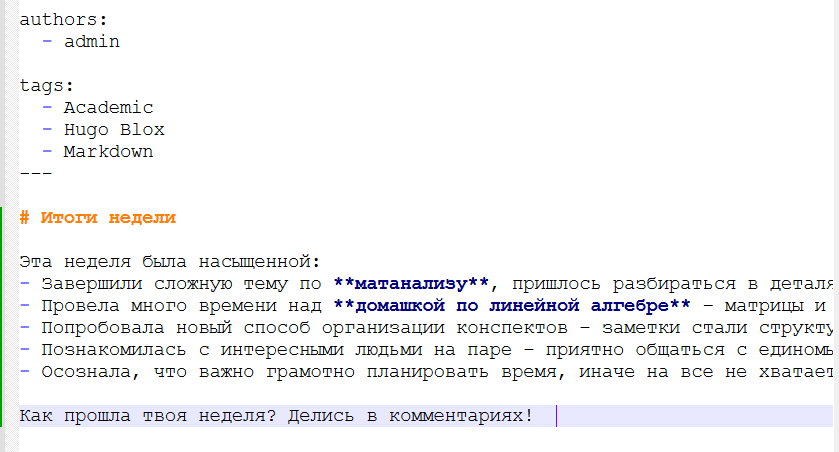 authors:
  - admin
tags:
  - Academic
  - Hugo Blox
  - Markdown
---
# Итоги недели
Эта неделя была насыщенной:
- Завершили сложную тему по **матанализу**, пришлось разбираться в деталя
- Провела много времени над **домашкой по линейной алгебре** – матрицы и
- Попробовала новый способ организации конспектов – заметки стали структу
- Познакомилась с интересными людьми на паре – приятно общаться с единомы
- Осознала, что важно грамотно планировать время, иначе на все не хватает
Как прошла твоя неделя? Делись в комментариях!